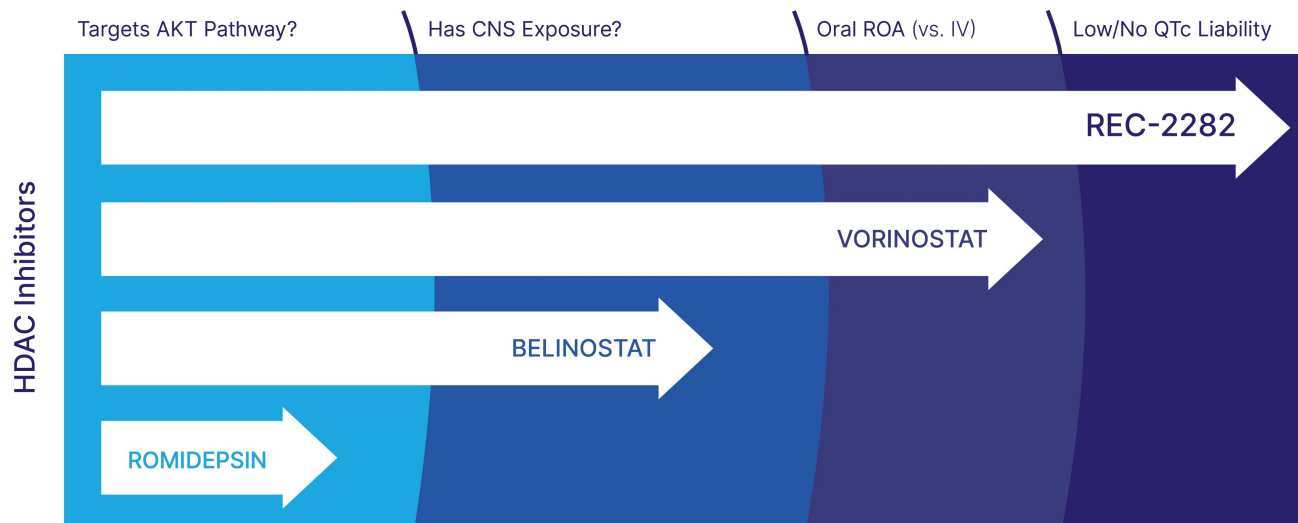 Targets AKT Pathway?
Has CNS Exposure?
Oral ROA (vs. IV)
Low/No QTc Liability
HDAC Inhibitors
REC-2282
VORINOSTAT
BELINOSTAT
ROMIDEPSIN